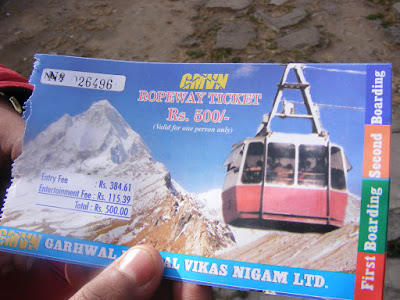 Nº 026496
GMVN
ROPEWAY TICKET
Rs. 500/-
(Valid for one person only)
Entry Fee : Rs. 384.61
Entertainment Fee : Rs. 115.39
Total : Rs. 500.00
GMVN
GARHWAL VIKAS NIGAM LTD.
First Boarding
Second Boarding